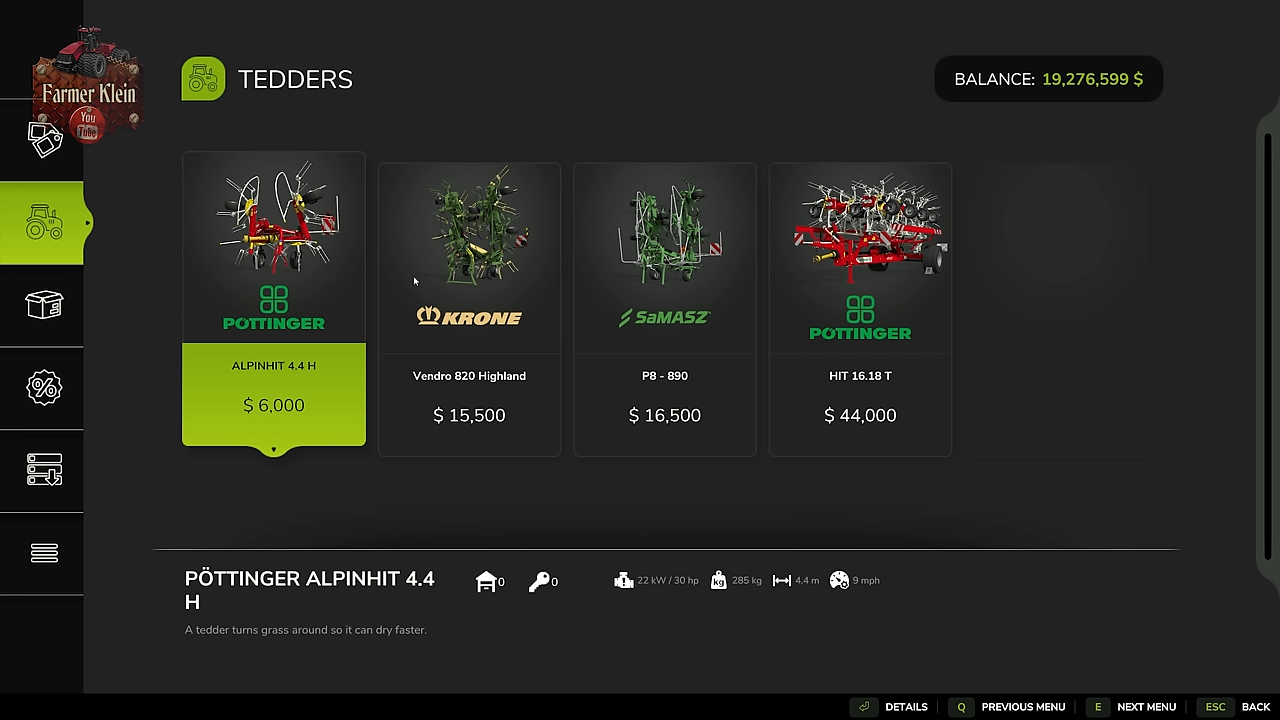 Farmer Klein
You
Tube
TEDDERS
BALANCE: 19,276,599 $
PÖTTINGER
ALPINHIT 4.4 H
$ 6,000
KRONE
Vendro 820 Highland
$ 15,500
SaMASZ
P8 - 890
$ 16,500
PÖTTINGER
HIT 16.18 T
$ 44,000
PÖTTINGER ALPINHIT 4.4
H
0
0
kg
22 kW / 30 hp
285 kg
4.4 m
9 mph
A tedder turns grass around so it can dry faster.
DETAILS
Q PREVIOUS MENU
E NEXT MENU
ESC BACK